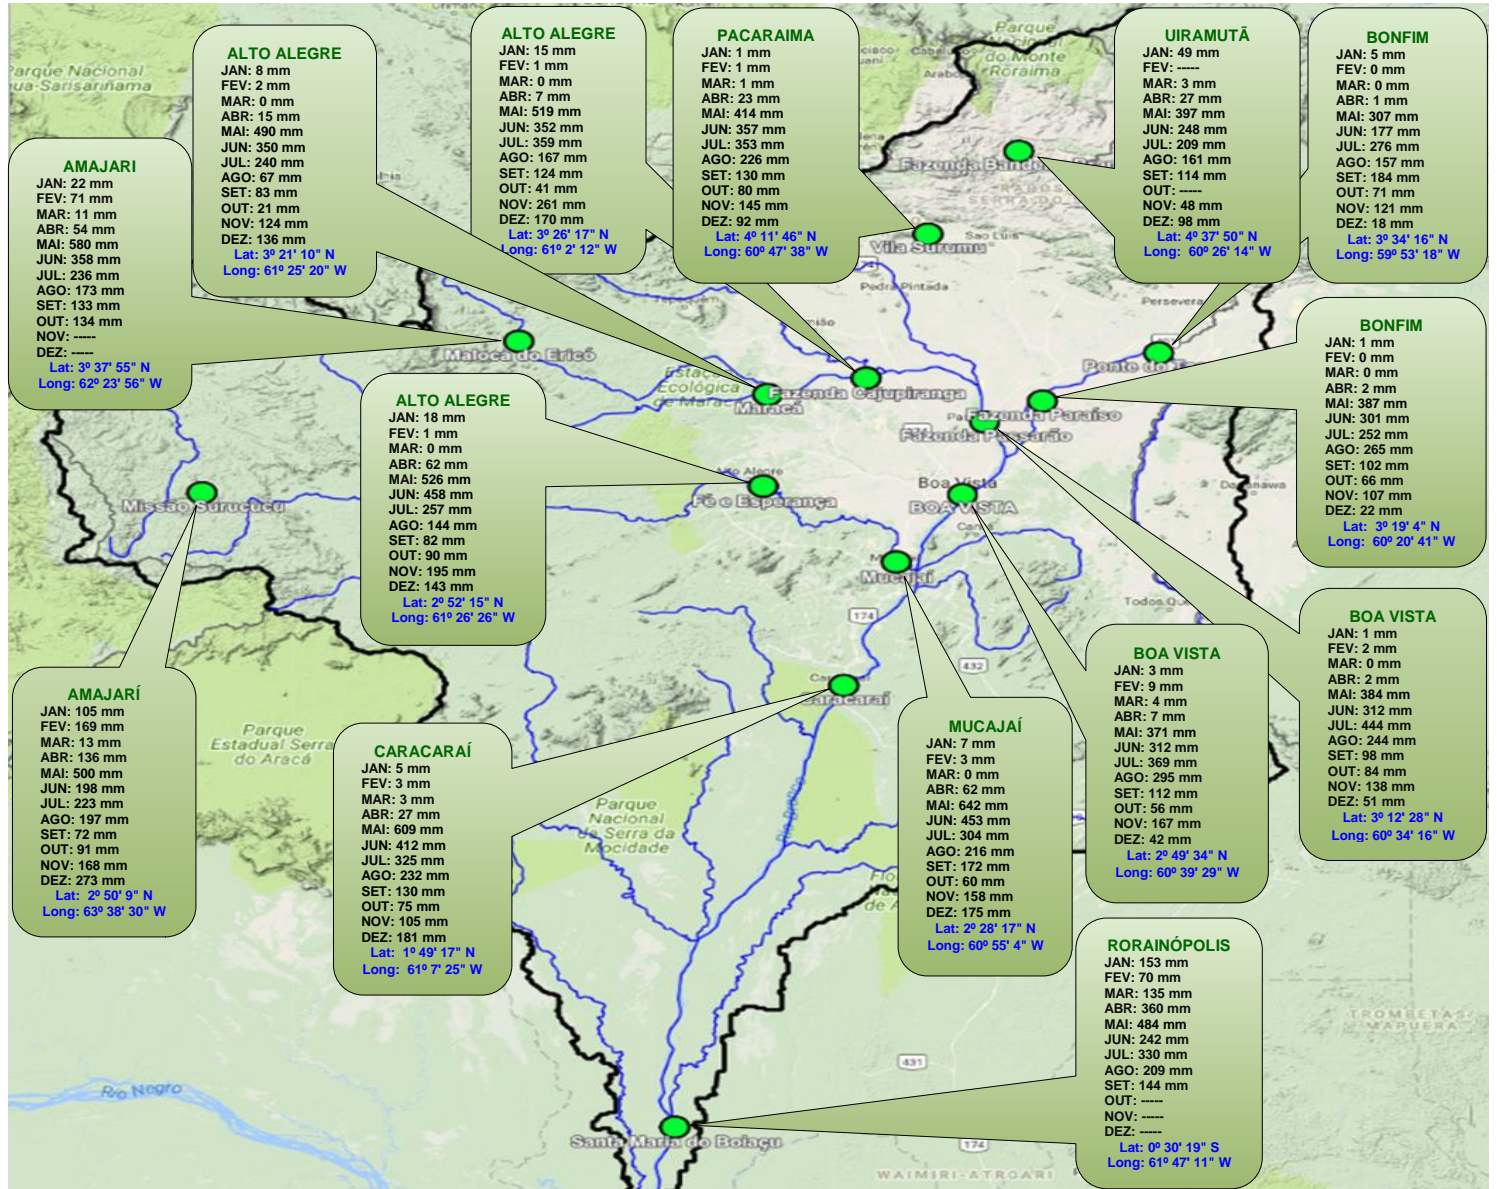 ALTO ALEGRE
JAN: 8 mm
FEV: 2 mm
MAR: 0 mm
ABR: 15 mm
MAI: 490 mm
JUN: 350 mm
JUL: 240 mm
AGO: 67 mm
SET: 83 mm
OUT: 21 mm
NOV: 124 mm
DEZ: 136 mm
Lat: 3º 21' 10" N
Long: 61º 25' 20" W
ALTO ALEGRE
JAN: 15 mm
FEV: 1 mm
MAR: 0 mm
ABR: 7 mm
MAI: 519 mm
JUN: 352 mm
JUL: 359 mm
AGO: 167 mm
SET: 124 mm
OUT: 41 mm
NOV: 261 mm
DEZ: 170 mm
Lat: 3º 26' 17" N
Long: 61º 2' 12" W
PACARAIMA
JAN: 1 mm
FEV: 1 mm
MAR: 1 mm
ABR: 23 mm
MAI: 414 mm
JUN: 357 mm
JUL: 353 mm
AGO: 226 mm
SET: 130 mm
OUT: 80 mm
NOV: 145 mm
DEZ: 92 mm
Lat: 4º 11' 46" N
Long: 60º 47' 38" W
UIRAMUTÃ
JAN: 49 mm
FEV: -----
MAR: 3 mm
ABR: 27 mm
MAI: 397 mm
JUN: 248 mm
JUL: 209 mm
AGO: 161 mm
SET: 114 mm
OUT: -----
NOV: 48 mm
DEZ: 98 mm
Lat: 4º 37' 50" N
Long: 60º 26' 14" W
BONFIM
JAN: 5 mm
FEV: 0 mm
MAR: 0 mm
ABR: 1 mm
MAI: 307 mm
JUN: 177 mm
JUL: 276 mm
AGO: 157 mm
SET: 184 mm
OUT: 71 mm
NOV: 121 mm
DEZ: 18 mm
Lat: 3º 34' 16" N
Long: 59º 53' 18" W
AMAJARI
JAN: 22 mm
FEV: 71 mm
MAR: 11 mm
ABR: 54 mm
MAI: 580 mm
JUN: 358 mm
JUL: 236 mm
AGO: 173 mm
SET: 133 mm
OUT: 134 mm
NOV: -----
DEZ: -----
Lat: 3º 37' 55" N
Long: 62º 23' 56" W
BONFIM
JAN: 1 mm
FEV: 0 mm
MAR: 0 mm
ABR: 2 mm
MAI: 387 mm
JUN: 301 mm
JUL: 252 mm
AGO: 265 mm
SET: 102 mm
OUT: 66 mm
NOV: 107 mm
DEZ: 22 mm
Lat: 3º 19' 4" N
Long: 60º 20' 41" W
ALTO ALEGRE
JAN: 18 mm
FEV: 1 mm
MAR: 0 mm
ABR: 62 mm
MAI: 526 mm
JUN: 458 mm
JUL: 257 mm
AGO: 144 mm
SET: 82 mm
OUT: 90 mm
NOV: 195 mm
DEZ: 143 mm
Lat: 2º 52' 15" N
Long: 61º 26' 26" W
BOA VISTA
JAN: 1 mm
FEV: 2 mm
MAR: 0 mm
ABR: 2 mm
MAI: 384 mm
JUN: 312 mm
JUL: 444 mm
AGO: 244 mm
SET: 98 mm
OUT: 84 mm
NOV: 138 mm
DEZ: 51 mm
Lat: 3º 12' 28" N
Long: 60º 34' 16" W
BOA VISTA
JAN: 3 mm
FEV: 9 mm
MAR: 4 mm
ABR: 7 mm
MAI: 371 mm
JUN: 312 mm
JUL: 369 mm
AGO: 295 mm
SET: 112 mm
OUT: 56 mm
NOV: 167 mm
DEZ: 42 mm
Lat: 2º 49' 34" N
Long: 60º 39' 29" W
AMAJARÍ
JAN: 105 mm
FEV: 169 mm
MAR: 13 mm
ABR: 136 mm
MAI: 500 mm
JUN: 198 mm
JUL: 223 mm
AGO: 197 mm
SET: 72 mm
OUT: 91 mm
NOV: 168 mm
DEZ: 273 mm
Lat: 2º 50' 9" N
Long: 63º 38' 30" W
CARACARAÍ
JAN: 5 mm
FEV: 3 mm
MAR: 3 mm
ABR: 27 mm
MAI: 609 mm
JUN: 412 mm
JUL: 325 mm
AGO: 232 mm
SET: 130 mm
OUT: 75 mm
NOV: 105 mm
DEZ: 181 mm
Lat: 1º 49' 17" N
Long: 61º 7' 25" W
MUCAJAÍ
JAN: 7 mm
FEV: 3 mm
MAR: 0 mm
ABR: 62 mm
MAI: 642 mm
JUN: 453 mm
JUL: 304 mm
AGO: 216 mm
SET: 172 mm
OUT: 60 mm
NOV: 158 mm
DEZ: 175 mm
Lat: 2º 28' 17" N
Long: 60º 55' 4" W
RORAINÓPOLIS
JAN: 153 mm
FEV: 70 mm
MAR: 135 mm
ABR: 360 mm
MAI: 484 mm
JUN: 242 mm
JUL: 330 mm
AGO: 209 mm
SET: 144 mm
OUT: -----
NOV: -----
DEZ: -----
Lat: 0º 30' 19" S
Long: 61º 47' 11" W
Parque Nacional
Parque
do Monte
Roraima
Vila Surumu
Sao Luis
Pedra Pintada
Maloca do Ericó
Ecológica
Maracá
Fazenda Cajupiranga
Fazenda Paraíso
Fazenda Passarão
Missão Surucucu
Fé e Esperança
Boa Vista
BOA VISTA
Mucajaí
174
432
Caracaraí
Parque
Estadual Serra
do Aracá
Parque
Nacional
da Serra da
Mocidade
Rio Branco
Rio Negro
431
174
Santa Maria do Boiaçu
TROMBETAS/
MAPUERA
WAIMIRI-ATROARI